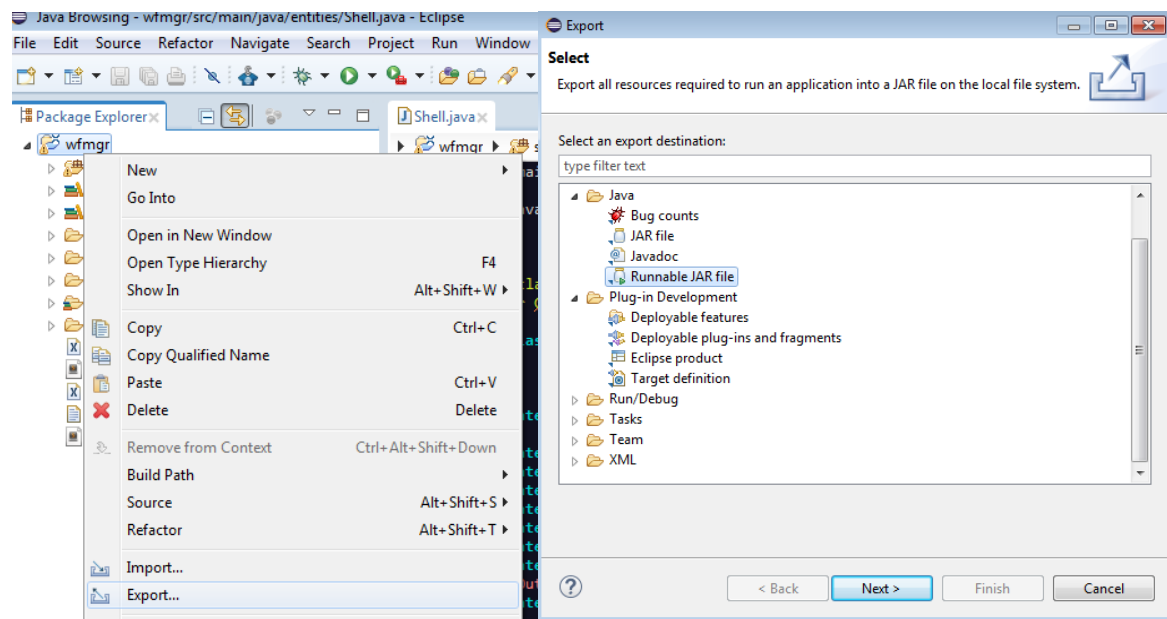 Java Browsing - wfmgr/src/main/java/entities/Shell.java - Eclipse
File Edit Source Refactor Navigate Search Project Run Window
Package Explorer
Shell.java
wfmgr
wfmgr
New
Go Into
Open in New Window
Open Type Hierarchy F4
Show In Alt+Shift+W
Copy Ctrl+C
Copy Qualified Name
Paste Ctrl+V
Delete Delete
Remove from Context Ctrl+Alt+Shift+Down
Build Path
Source Alt+Shift+S
Refactor Alt+Shift+T
Import...
Export...
Export
Select
Export all resources required to run an application into a JAR file on the local file system.
Select an export destination:
type filter text
Java
Bug counts
JAR file
Javadoc
Runnable JAR file
Plug-in Development
Deployable features
Deployable plug-ins and fragments
Eclipse product
Target definition
Run/Debug
Tasks
Team
XML
< Back Next > Finish Cancel